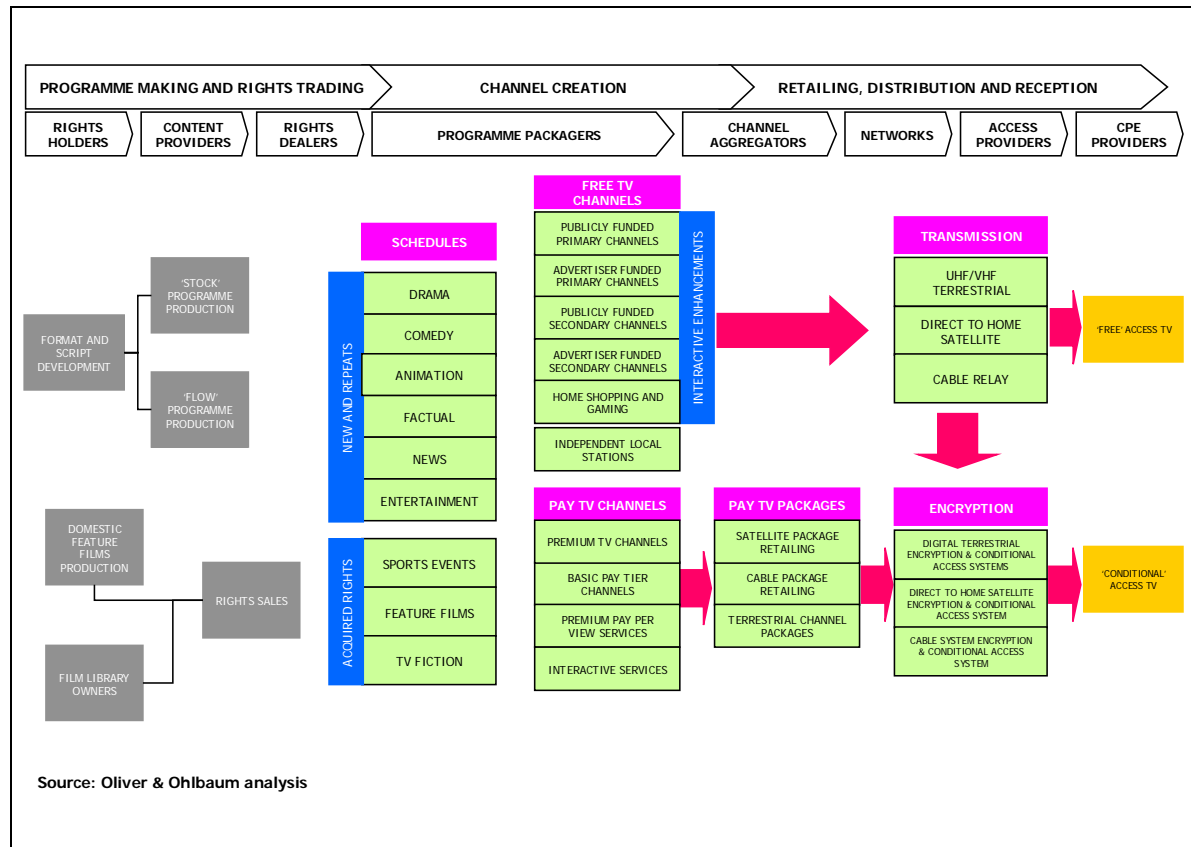 PROGRAMME MAKING AND RIGHTS TRADING
CHANNEL CREATION
RETAILING, DISTRIBUTION AND RECEPTION
RIGHTS
HOLDERS
CONTENT
PROVIDERS
RIGHTS
DEALERS
PROGRAMME PACKAGERS
CHANNEL
AGGREGATORS
NETWORKS
ACCESS
PROVIDERS
CPE
PROVIDERS
FORMAT AND
SCRIPT
DEVELOPMENT
'STOCK'
PROGRAMME
PRODUCTION
'FLOW'
PROGRAMME
PRODUCTION
DOMESTIC
FEATURE
FILMS
PRODUCTION
RIGHTS SALES
FILM LIBRARY
OWNERS
NEW AND REPEATS
SCHEDULES
DRAMA
COMEDY
ANIMATION
FACTUAL
NEWS
ENTERTAINMENT
ACQUIRED RIGHTS
SPORTS EVENTS
FEATURE FILMS
TV FICTION
FREE TV
CHANNELS
PUBLICLY FUNDED
PRIMARY CHANNELS
ADVERTISER FUNDED
PRIMARY CHANNELS
PUBLICLY FUNDED
SECONDARY CHANNELS
ADVERTISER FUNDED
SECONDARY CHANNELS
HOME SHOPPING AND
GAMING
INDEPENDENT LOCAL
STATIONS
INTERACTIVE ENHANCEMENTS
PAY TV CHANNELS
PREMIUM TV CHANNELS
BASIC PAY TIER
CHANNELS
PREMIUM PAY PER
VIEW SERVICES
INTERACTIVE SERVICES
PAY TV PACKAGES
SATELLITE PACKAGE
RETAILING
CABLE PACKAGE
RETAILING
TERRESTRIAL CHANNEL
PACKAGES
TRANSMISSION
UHF/VHF
TERRESTRIAL
DIRECT TO HOME
SATELLITE
CABLE RELAY
ENCRYPTION
DIGITAL TERRESTRIAL
ENCRYPTION & CONDITIONAL
ACCESS SYSTEMS
DIRECT TO HOME SATELLITE
ENCRYPTION & CONDITIONAL
ACCESS SYSTEM
CABLE SYSTEM ENCRYPTION
& CONDITIONAL ACCESS
SYSTEM
'FREE' ACCESS TV
'CONDITIONAL'
ACCESS TV
Source: Oliver & Ohlbaum analysis